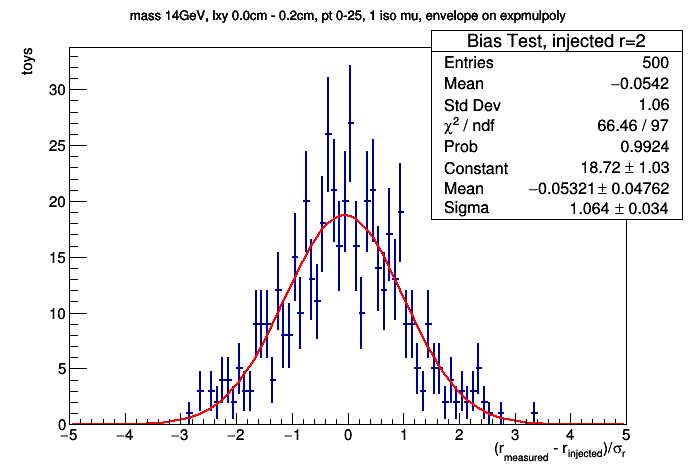 mass 14GeV, lxy 0.0cm - 0.2cm, pt 0-25, 1 iso mu, envelope on expmulpoly
Bias Test, injected r=2
Entries 500
Mean −0.0542
Std Dev 1.06
χ² / ndf 66.46 / 97
Prob 0.9924
Constant 18.72 ± 1.03
Mean −0.05321 ± 0.04762
Sigma 1.064 ± 0.034
toys
30
25
20
15
10
5
0
−5 −4 −3 −2 −1 0 1 2 3 4 5
(r_measured - r_injected)/σ_r